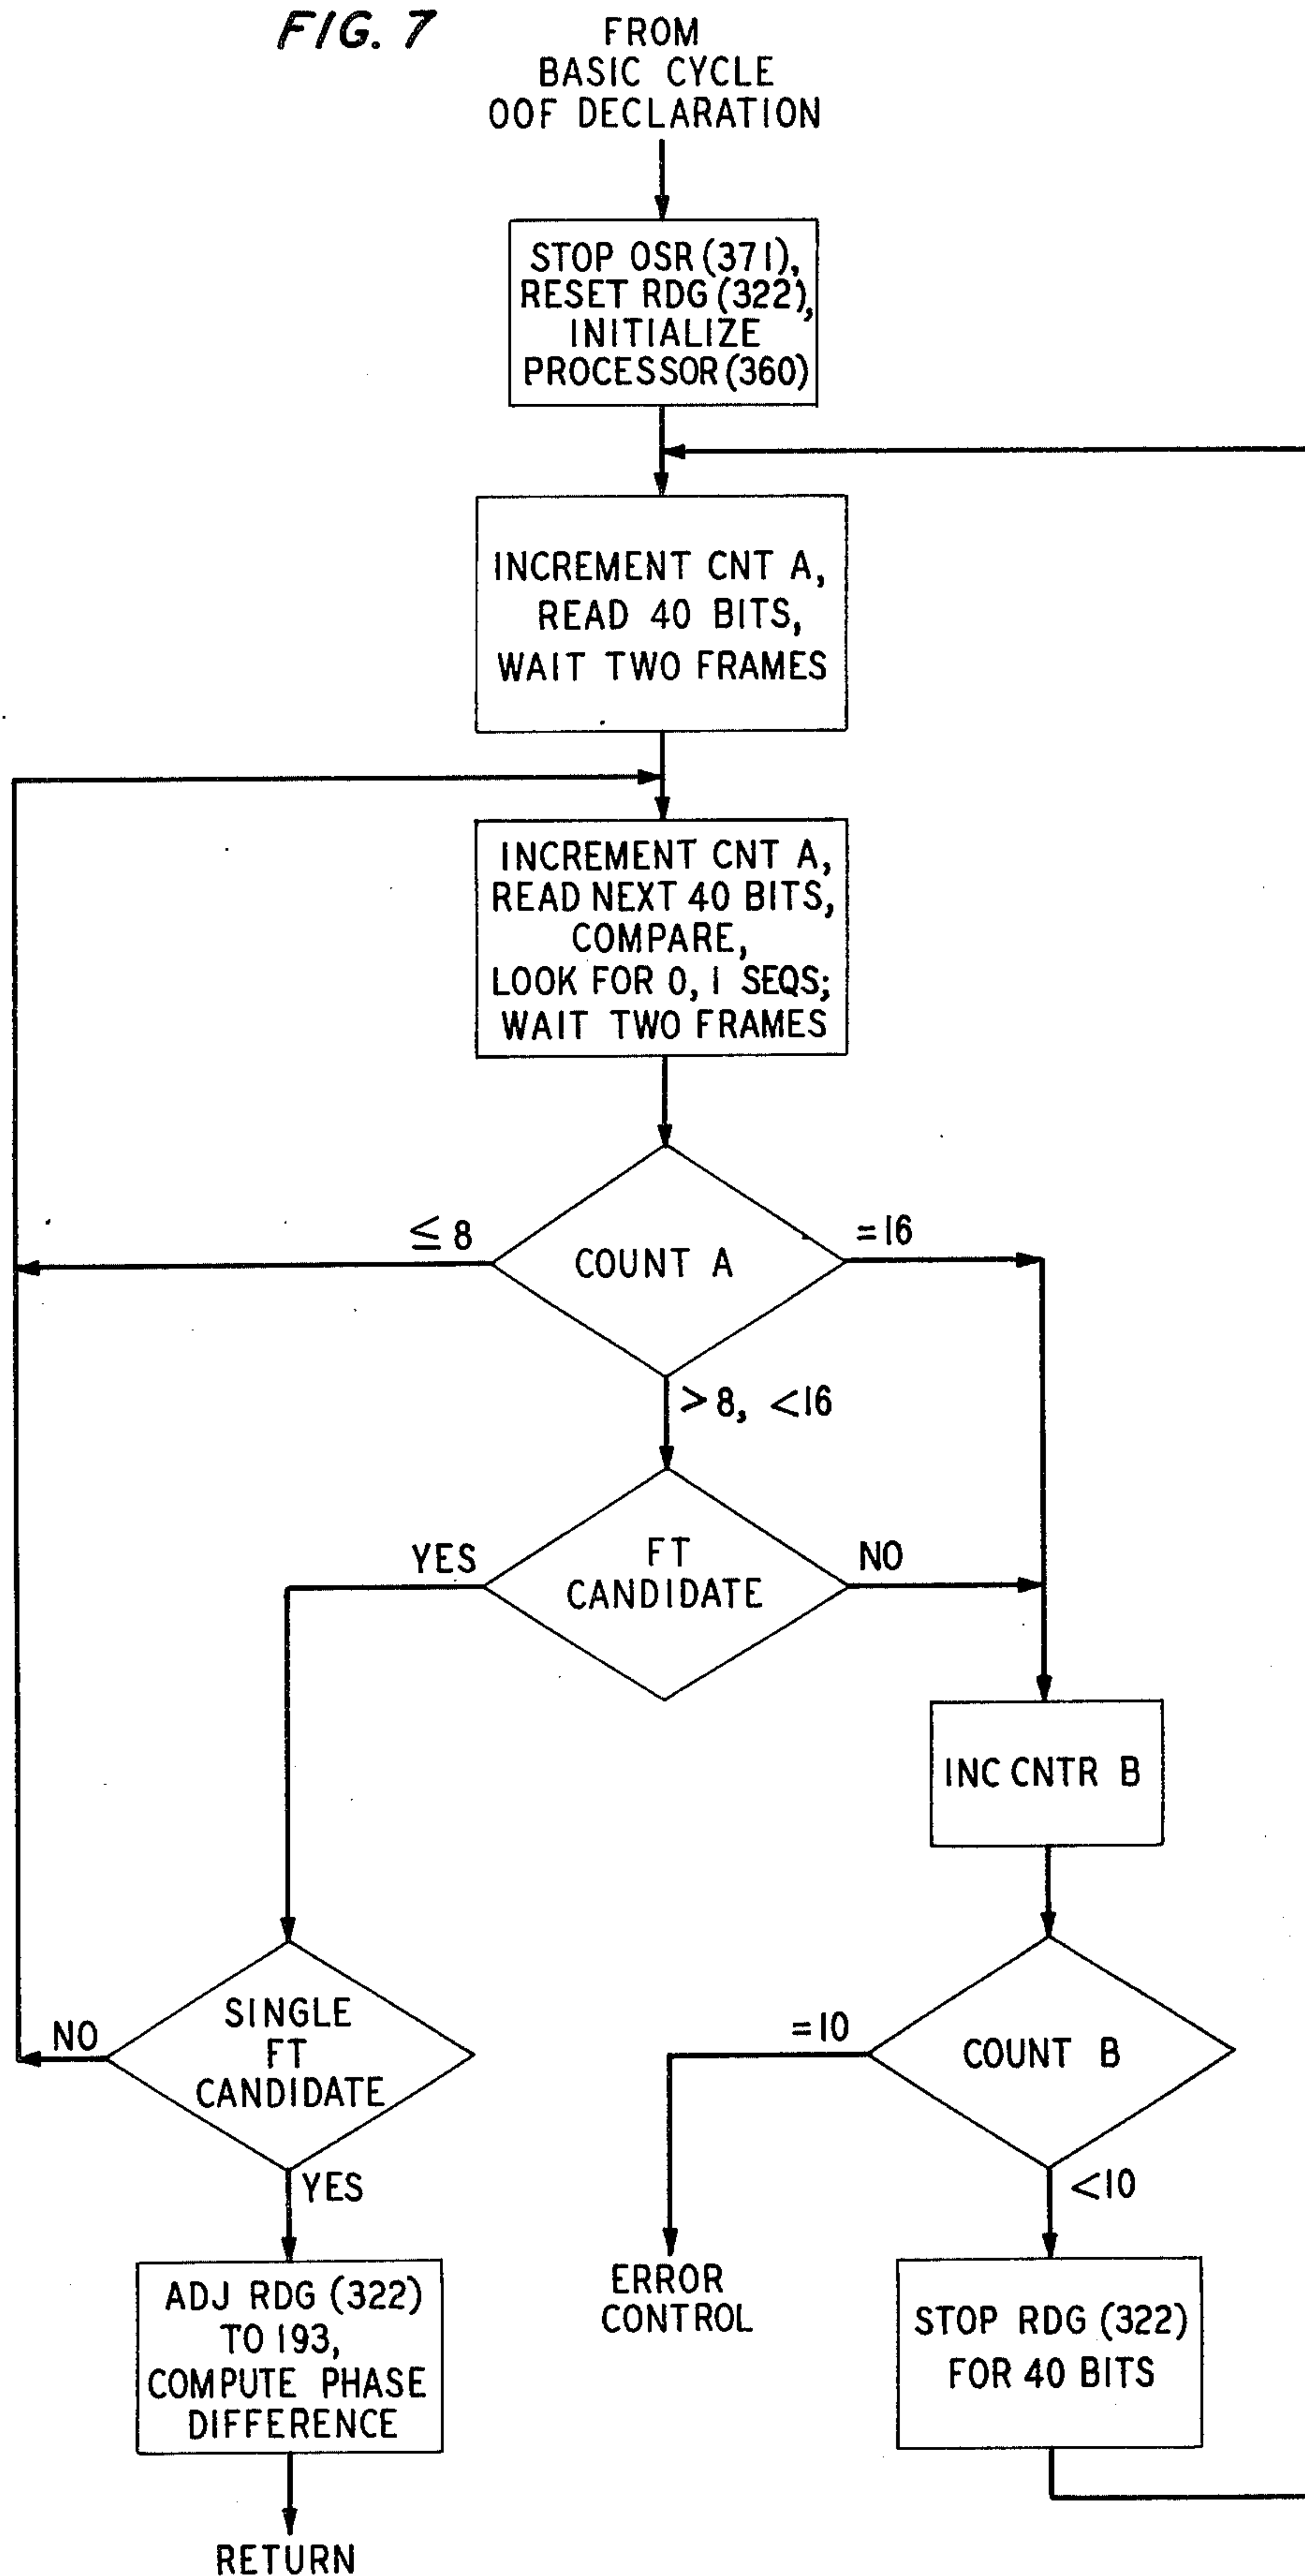 FIG. 7
FROM
BASIC CYCLE
OOF DECLARATION
STOP OSR (371),
RESET RDG (322),
INITIALIZE
PROCESSOR (360)
INCREMENT CNT A,
READ 40 BITS,
WAIT TWO FRAMES
INCREMENT CNT A,
READ NEXT 40 BITS,
COMPARE,
LOOK FOR 0, 1 SEQS;
WAIT TWO FRAMES
≤ 8
COUNT A
=16
>8, <16
YES
FT
CANDIDATE
NO
INC CNTR B
NO
SINGLE
FT
CANDIDATE
=10
COUNT B
YES
<10
ADJ RDG (322)
TO 193,
COMPUTE PHASE
DIFFERENCE
ERROR
CONTROL
STOP RDG (322)
FOR 40 BITS
RETURN